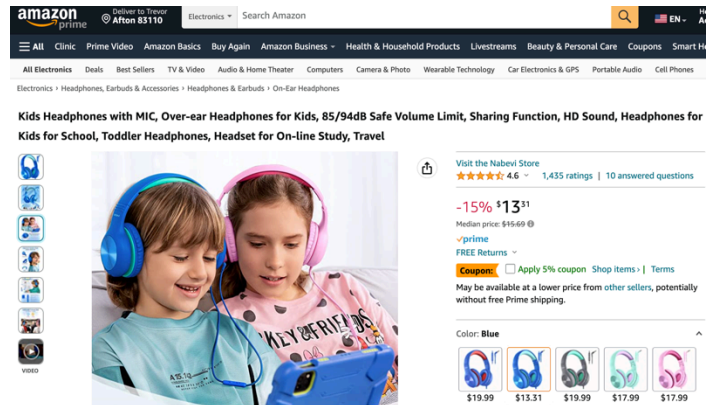 amazon
prime
Deliver to Trevor
Afton 83110
Electronics
Search Amazon
EN
All Clinic Prime Video Amazon Basics Buy Again Amazon Business Health & Household Products Livestreams Beauty & Personal Care Coupons Smart H
All Electronics Deals Best Sellers TV & Video Audio & Home Theater Computers Camera & Photo Wearable Technology Car Electronics & GPS Portable Audio Cell Phones
Electronics › Headphones, Earbuds & Accessories › Headphones & Earbuds › On-Ear Headphones
Kids Headphones with MIC, Over-ear Headphones for Kids, 85/94dB Safe Volume Limit, Sharing Function, HD Sound, Headphones for
Kids for School, Toddler Headphones, Headset for On-line Study, Travel
Visit the Nabevi Store
4.6 1,435 ratings | 10 answered questions
-15% $13 31
Median price: $15.69
prime
FREE Returns
Coupon: Apply 5% coupon Shop items › | Terms
May be available at a lower price from other sellers, potentially
without free Prime shipping.
Color: Blue
$19.99 $13.31 $19.99 $17.99 $17.99
VIDEO